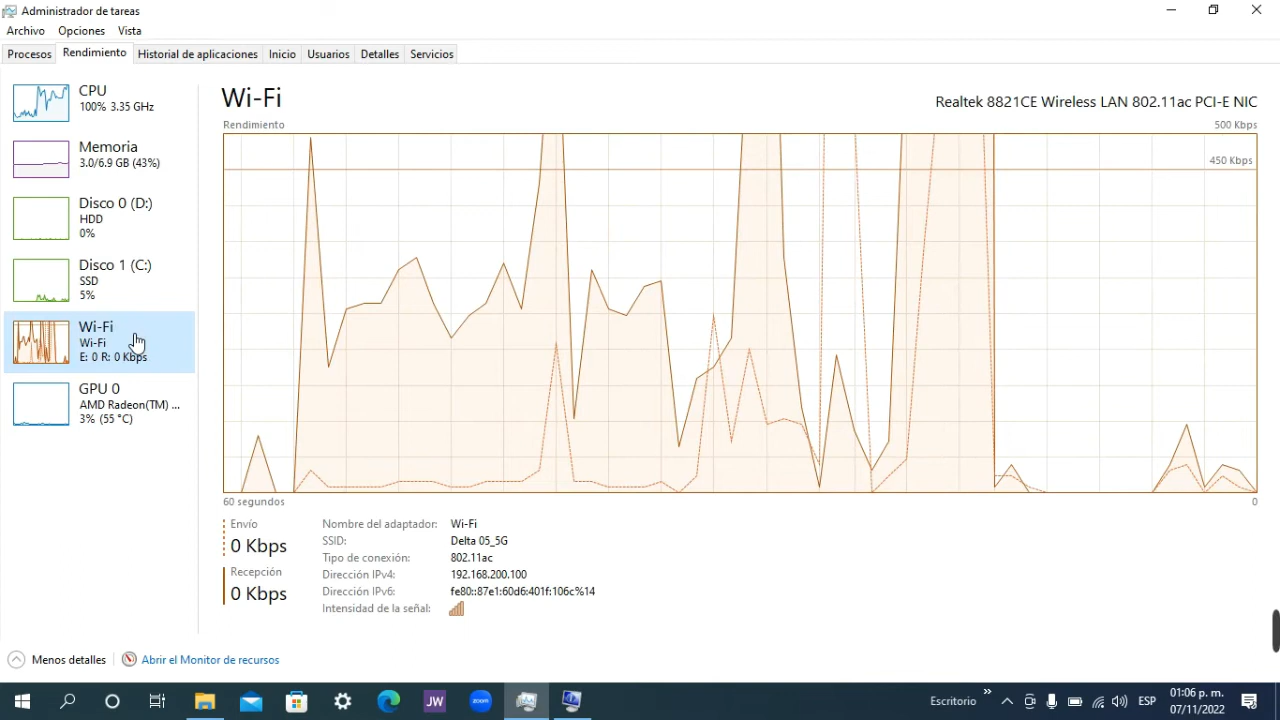 Administrador de tareas
Archivo Opciones Vista
Procesos Rendimiento Historial de aplicaciones Inicio Usuarios Detalles Servicios
CPU
100% 3.35 GHz
Memoria
3.0/6.9 GB (43%)
Disco 0 (D:)
HDD
0%
Disco 1 (C:)
SSD
5%
Wi-Fi
Wi-Fi
E: 0 R: 0 Kbps
GPU 0
AMD Radeon(TM) ...
3% (55 °C)
Wi-Fi
Realtek 8821CE Wireless LAN 802.11ac PCI-E NIC
Rendimiento 500 Kbps
450 Kbps
60 segundos 0
Envío
0 Kbps
Recepción
0 Kbps
Nombre del adaptador: Wi-Fi
SSID: Delta 05_5G
Tipo de conexión: 802.11ac
Dirección IPv4: 192.168.200.100
Dirección IPv6: fe80::87e1:60d6:401f:106c%14
Intensidad de la señal:
Menos detalles Abrir el Monitor de recursos
JW zoom Escritorio » ESP 01:06 p. m.
07/11/2022